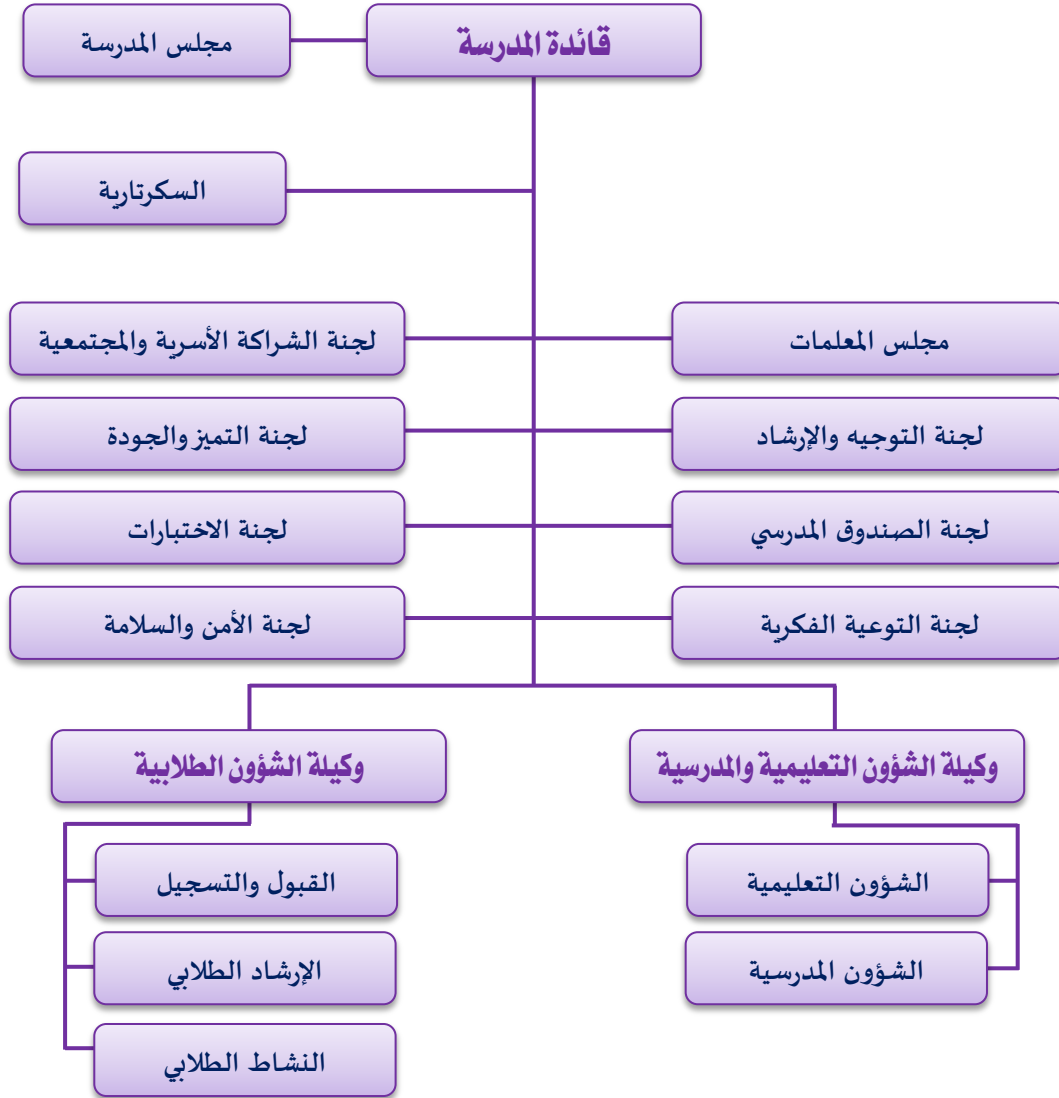 قائدة المدرسة
مجلس المدرسة
السكرتارية
مجلس المعلمات
لجنة الشراكة الأسرية والمجتمعية
لجنة التوجيه والإرشاد
لجنة التميز والجودة
لجنة الصندوق المدرسي
لجنة الاختبارات
لجنة التوعية الفكرية
لجنة الأمن والسلامة
وكيلة الشؤون التعليمية والمدرسية
وكيلة الشؤون الطلابية
الشؤون التعليمية
الشؤون المدرسية
القبول والتسجيل
الإرشاد الطلابي
النشاط الطلابي